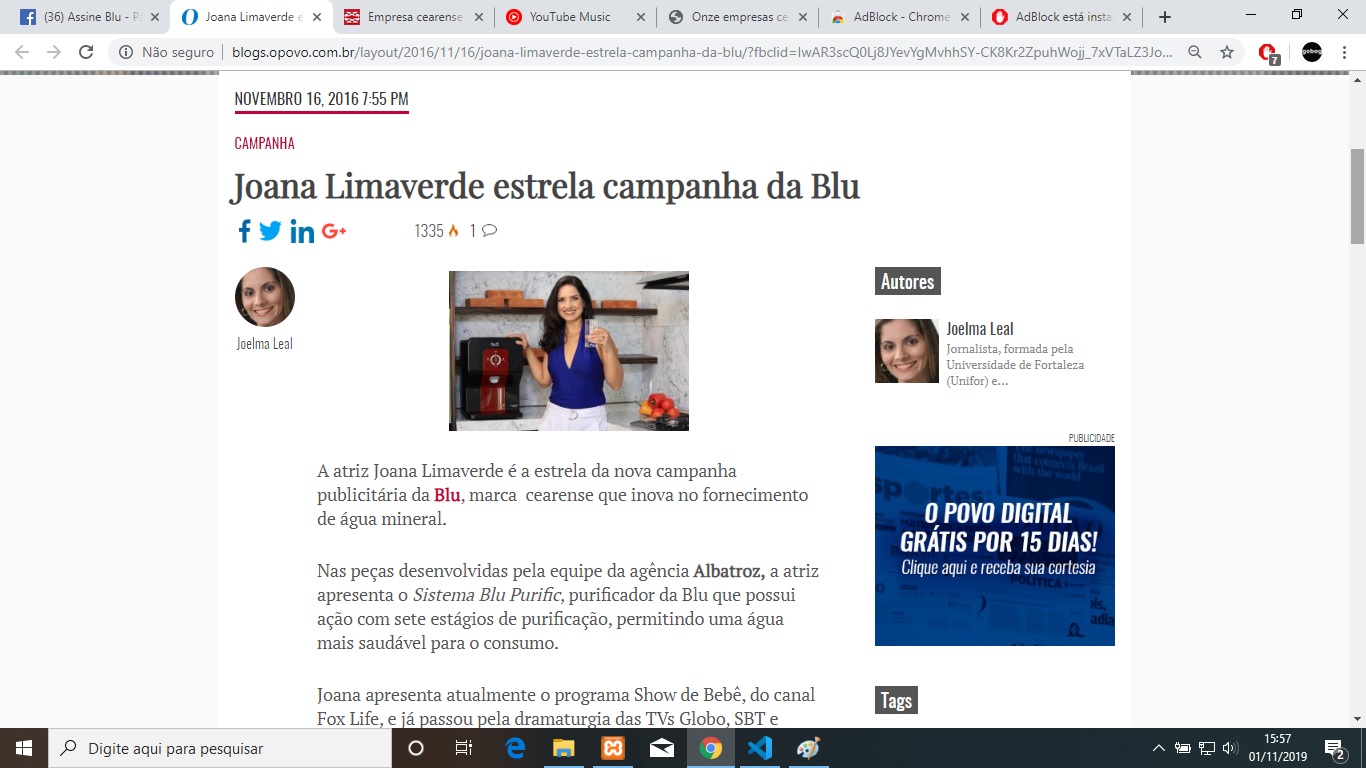 (36) Assine Blu - P
Joana Limaverde e
Empresa cearense
YouTube Music
Onze empresas ce
AdBlock - Chrome
AdBlock está insta
Não seguro
blogs.opovo.com.br/layout/2016/11/16/joana-limaverde-estrela-campanha-da-blu/?fbclid=IwAR3scQ0Lj8JYevYgMvhhSY-CK8Kr2ZpuhWojj_7xVTaLZ3Jo...
7
NOVEMBRO 16, 2016 7:55 PM
CAMPANHA
Joana Limaverde estrela campanha da Blu
1335 1
Joelma Leal
Autores
Joelma Leal
Jornalista, formada pela
Universidade de Fortaleza
(Unifor) e...
A atriz Joana Limaverde é a estrela da nova campanha
publicitária da Blu, marca cearense que inova no fornecimento
de água mineral.
Nas peças desenvolvidas pela equipe da agência Albatroz, a atriz
apresenta o Sistema Blu Purific, purificador da Blu que possui
ação com sete estágios de purificação, permitindo uma água
mais saudável para o consumo.
Joana apresenta atualmente o programa Show de Bebê, do canal
Fox Life, e já passou pela dramaturgia das TVs Globo, SBT e
PUBLICIDADE
O POVO DIGITAL
GRÁTIS POR 15 DIAS!
Clique aqui e receba sua cortesia
Tags
Digite aqui para pesquisar
15:57
01/11/2019
2